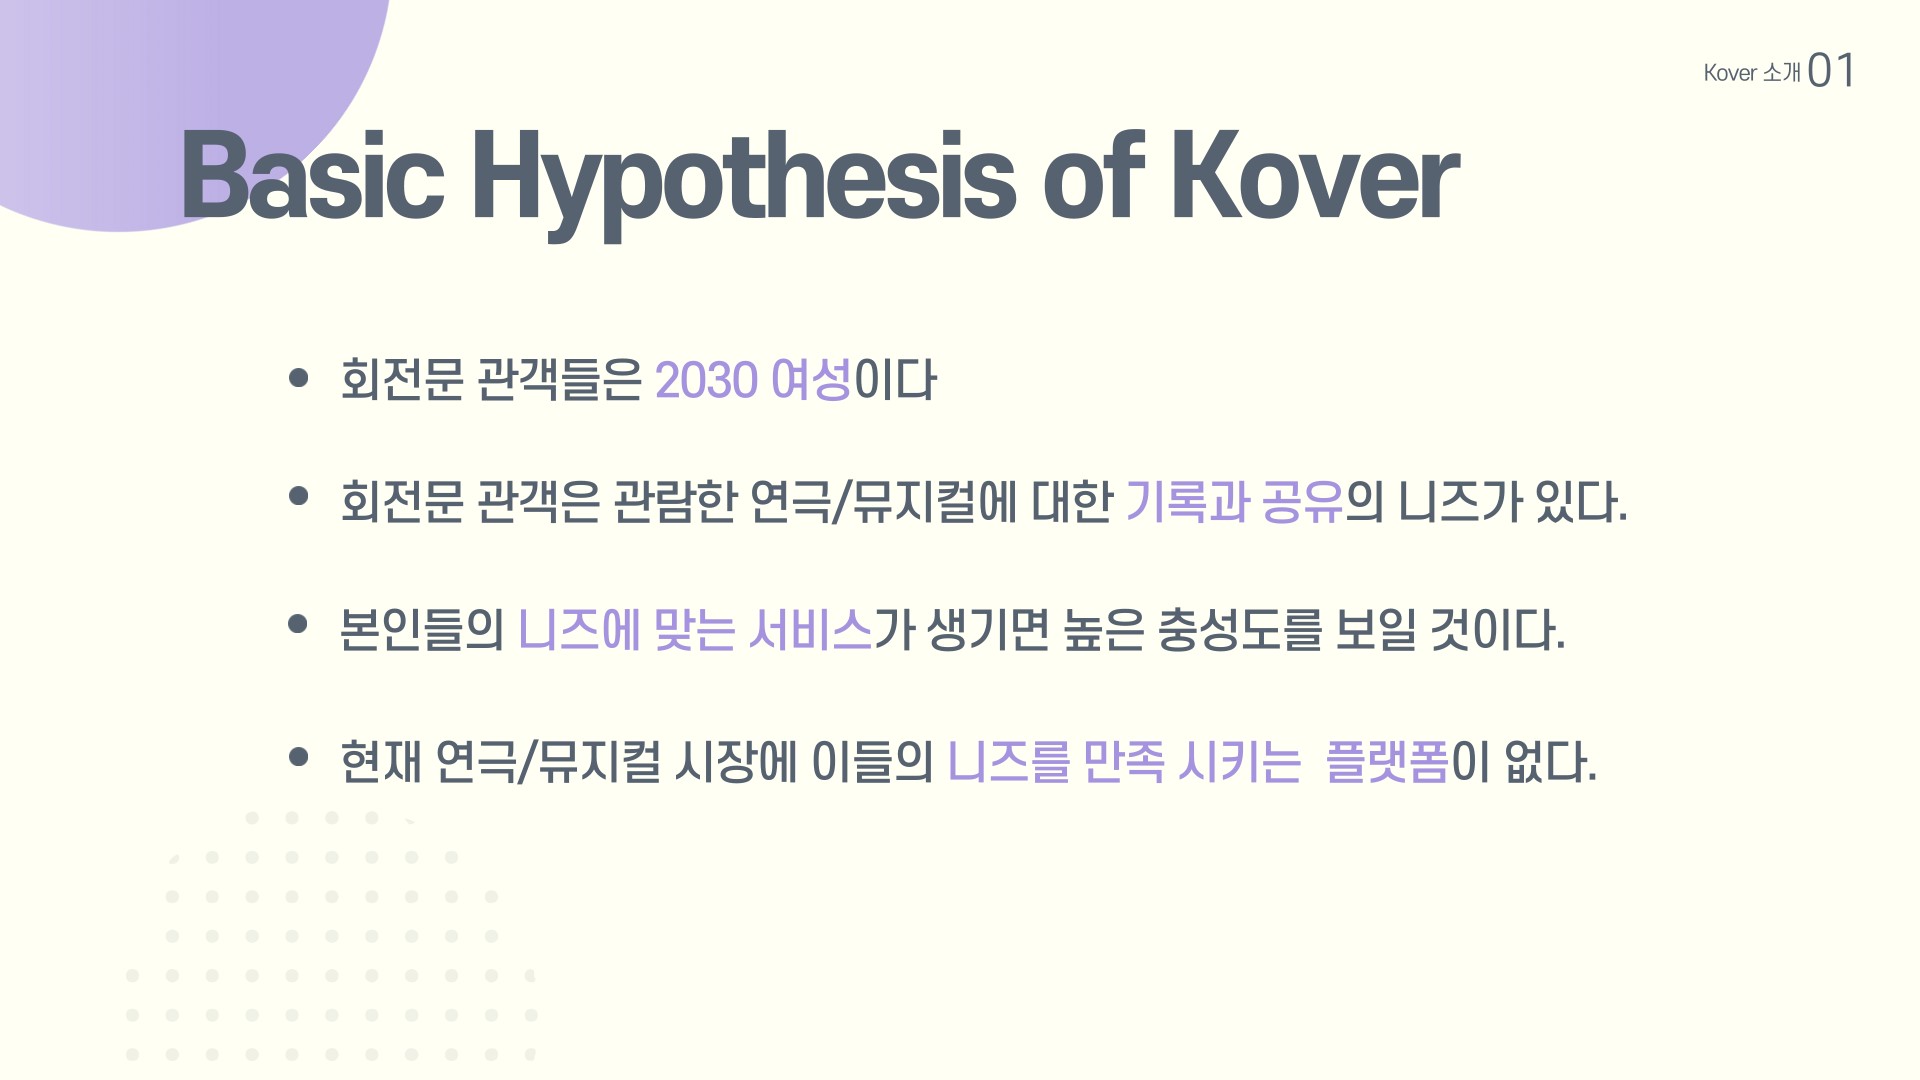 Kover 소개 01
Basic Hypothesis of Kover
• 회전문 관객들은 2030 여성이다
• 회전문 관객은 관람한 연극/뮤지컬에 대한 기록과 공유의 니즈가 있다.
• 본인들의 니즈에 맞는 서비스가 생기면 높은 충성도를 보일 것이다.
• 현재 연극/뮤지컬 시장에 이들의 니즈를 만족 시키는 플랫폼이 없다.